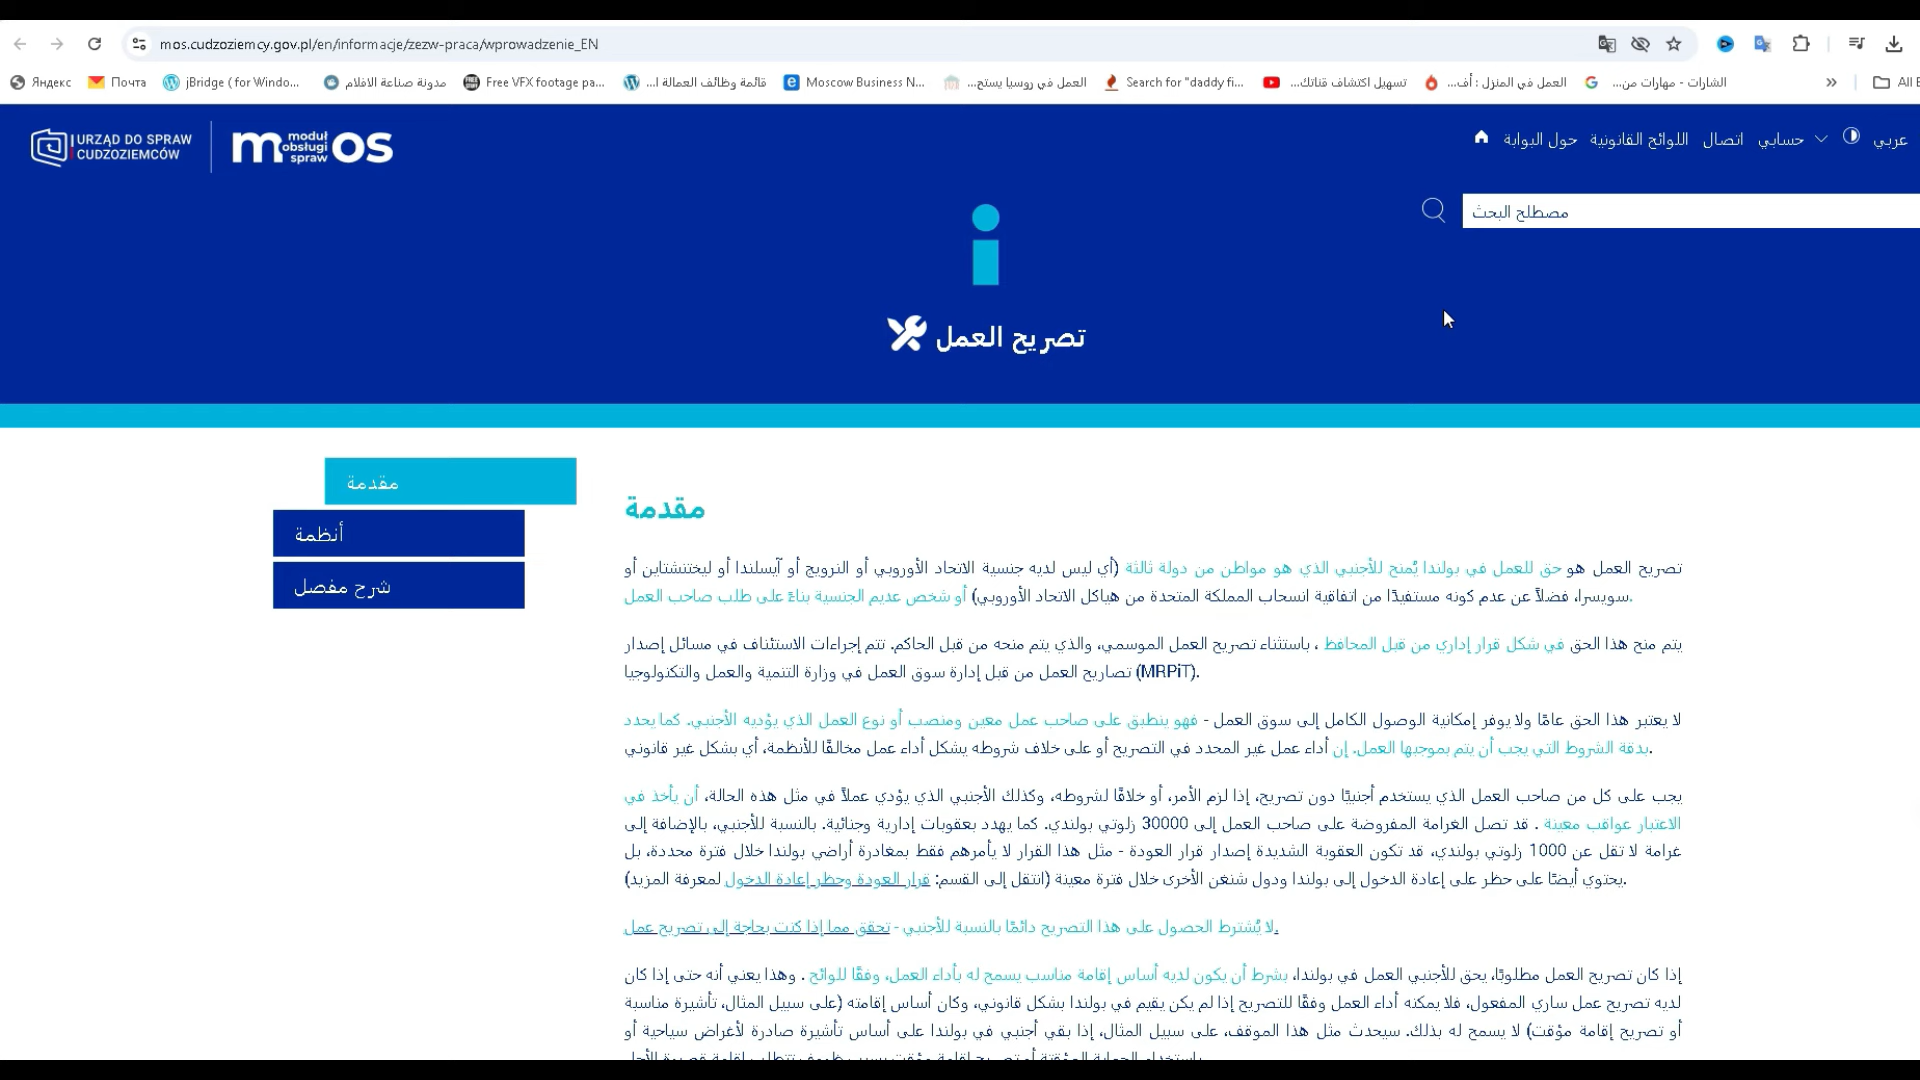 mos.cudzoziemcy.gov.pl/en/informacje/zezw-praca/wprowadzenie_EN
Яндекс
Почта
jBridge ( for Windo...
مدونة صناعة الافلام
Free VFX footage pa...
قائمة وظائف العمالة ا...
Moscow Business N...
العمل في روسيا يستح...
Search for "daddy fi...
تسهيل اكتشاف قناتك...
العمل في المنزل : أف...
الشارات - مهارات من...
»
All E
URZĄD DO SPRAW
CUDZOZIEMCÓW
mos moduł obsługi spraw
حول البوابة
اللوائح القانونية
اتصال
حسابي
عربي
مصطلح البحث
تصريح العمل
مقدمة
أنظمة
شرح مفصل
مقدمة
تصريح العمل هو حق للعمل في بولندا يُمنح للأجنبي الذي هو مواطن من دولة ثالثة (أي ليس لديه جنسية الاتحاد الأوروبي أو النرويج أو آيسلندا أو ليختنشتاين أو
سويسرا، فضلاً عن عدم كونه مستفيدًا من اتفاقية انسحاب المملكة المتحدة من هياكل الاتحاد الأوروبي) أو شخص عديم الجنسية بناءً على طلب صاحب العمل.
يتم منح هذا الحق في شكل قرار إداري من قبل المحافظ ، باستثناء تصريح العمل الموسمي، والذي يتم منحه من قبل الحاكم. تتم إجراءات الاستئناف في مسائل إصدار
تصاريح العمل من قبل إدارة سوق العمل في وزارة التنمية والعمل والتكنولوجيا (MRPiT).
لا يعتبر هذا الحق عامًا ولا يوفر إمكانية الوصول الكامل إلى سوق العمل - فهو ينطبق على صاحب عمل معين ومنصب أو نوع العمل الذي يؤديه الأجنبي. كما يحدد
بدقة الشروط التي يجب أن يتم بموجبها العمل. إن أداء عمل غير المحدد في التصريح أو على خلاف شروطه يشكل أداء عمل مخالفًا للأنظمة، أي بشكل غير قانوني.
يجب على كل من صاحب العمل الذي يستخدم أجنبيًا دون تصريح، إذا لزم الأمر، أو خلافًا لشروطه، وكذلك الأجنبي الذي يؤدي عملاً في مثل هذه الحالة، أن يأخذ في
الاعتبار عواقب معينة . قد تصل الغرامة المفروضة على صاحب العمل إلى 30000 زلوتي بولندي. كما يهدد بعقوبات إدارية وجنائية. بالنسبة للأجنبي، بالإضافة إلى
غرامة لا تقل عن 1000 زلوتي بولندي، قد تكون العقوبة الشديدة إصدار قرار العودة - مثل هذا القرار لا يأمرهم فقط بمغادرة أراضي بولندا خلال فترة محددة، بل
يحتوي أيضًا على حظر على إعادة الدخول إلى بولندا ودول شنغن الأخرى خلال فترة معينة (انتقل إلى القسم: قرار العودة وحظر إعادة الدخول لمعرفة المزيد).
لا يُشترط الحصول على هذا التصريح دائمًا بالنسبة للأجنبي - تحقق مما إذا كنت بحاجة إلى تصريح عمل.
إذا كان تصريح العمل مطلوبًا، يحق للأجنبي العمل في بولندا، بشرط أن يكون لديه أساس إقامة مناسب يسمح له بأداء العمل، وفقًا للوائح . وهذا يعني أنه حتى إذا كان
لديه تصريح عمل ساري المفعول، فلا يمكنه أداء العمل وفقًا للتصريح إذا لم يكن يقيم في بولندا بشكل قانوني، وكان أساس إقامته (على سبيل المثال، تأشيرة مناسبة
أو تصريح إقامة مؤقت) لا يسمح له بذلك. سيحدث مثل هذا الموقف، على سبيل المثال، إذا بقي أجنبي في بولندا على أساس تأشيرة صادرة لأغراض سياحية أو